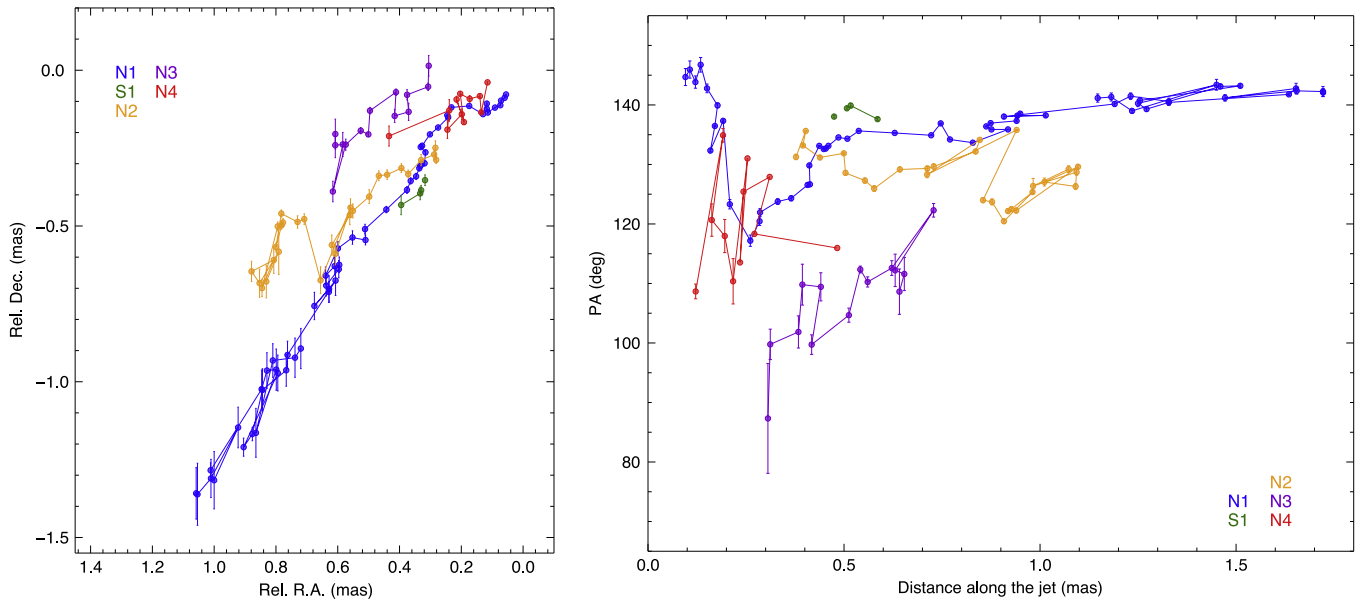 N1 N3
S1 N4
N2
0.0
−0.5
−1.0
−1.5
Rel. Dec. (mas)
1.4 1.2 1.0 0.8 0.6 0.4 0.2 0.0
Rel. R.A. (mas)
140
120
100
80
PA (deg)
N2
N1 N3
S1 N4
0.0 0.5 1.0 1.5
Distance along the jet (mas)